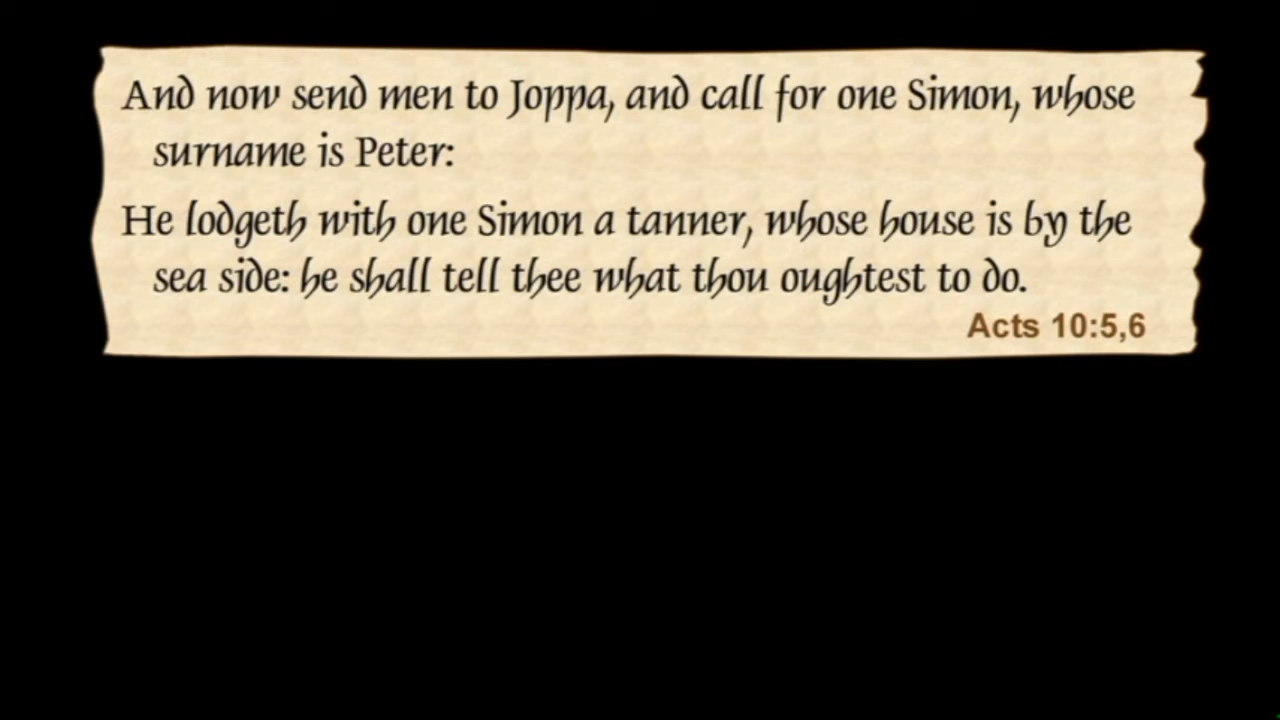 And now send men to Joppa, and call for one Simon, whose
surname is Peter:
He lodgeth with one Simon a tanner, whose house is by the
sea side: he shall tell thee what thou oughtest to do.
Acts 10:5,6